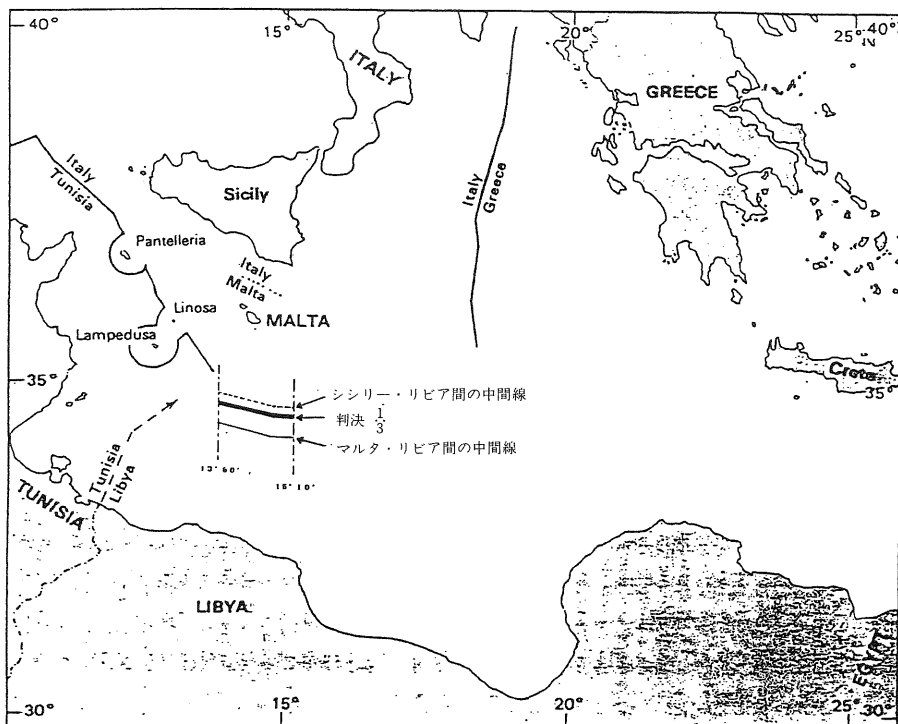 40°
15°
20°
25°
40°
ITALY
GREECE
Italy
Tunisia
Sicily
Italy
Greece
Pantelleria
Italy
Malta
Linosa
MALTA
Lampedusa
Crete
35°
35°
シシリー・リビア間の中間線
判決 1/3
マルタ・リビア間の中間線
13°50'
15°10'
Tunisia
Libya
TUNISIA
LIBYA
EGYPT
30°
15°
20°
25°
30°